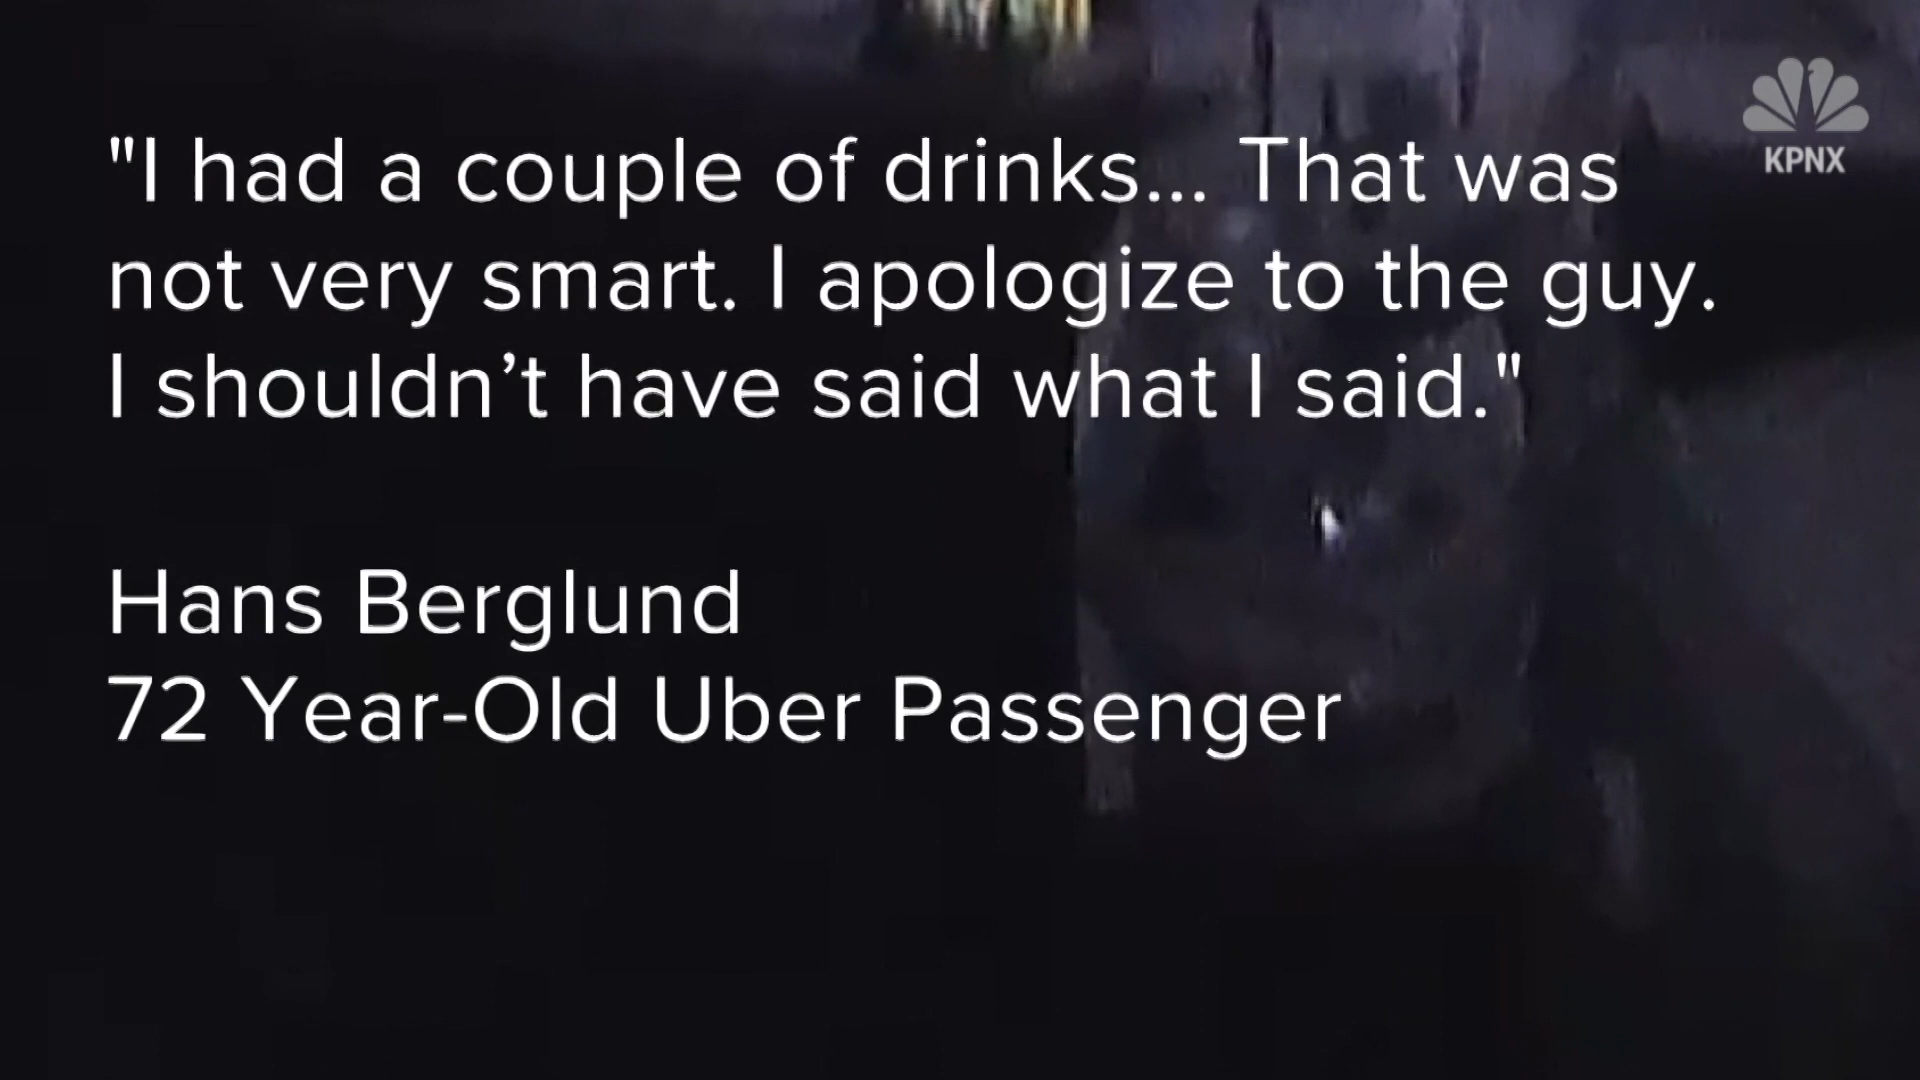 "I had a couple of drinks... That was
not very smart. I apologize to the guy.
I shouldn’t have said what I said."
Hans Berglund
72 Year-Old Uber Passenger
KPNX